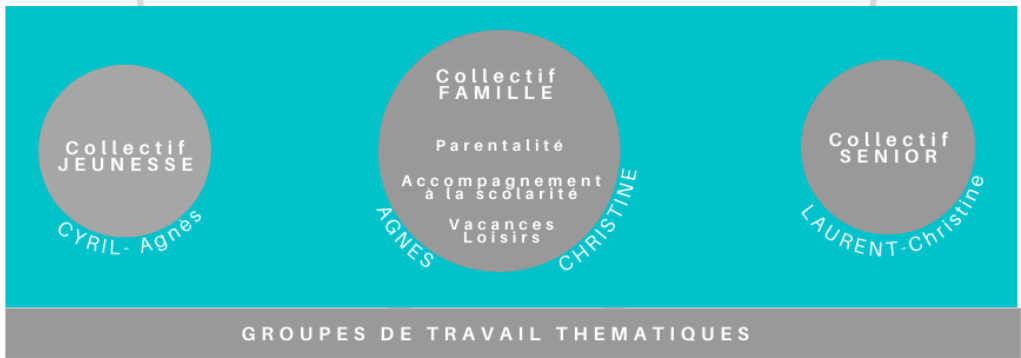 Collectif
JEUNESSE
CYRIL- Agnès
Collectif
FAMILLE
Parentalité
Accompagnement
à la scolarité
Vacances
Loisirs
AGNES
CHRISTINE
Collectif
SENIOR
LAURENT-Christine
GROUPES DE TRAVAIL THEMATIQUES